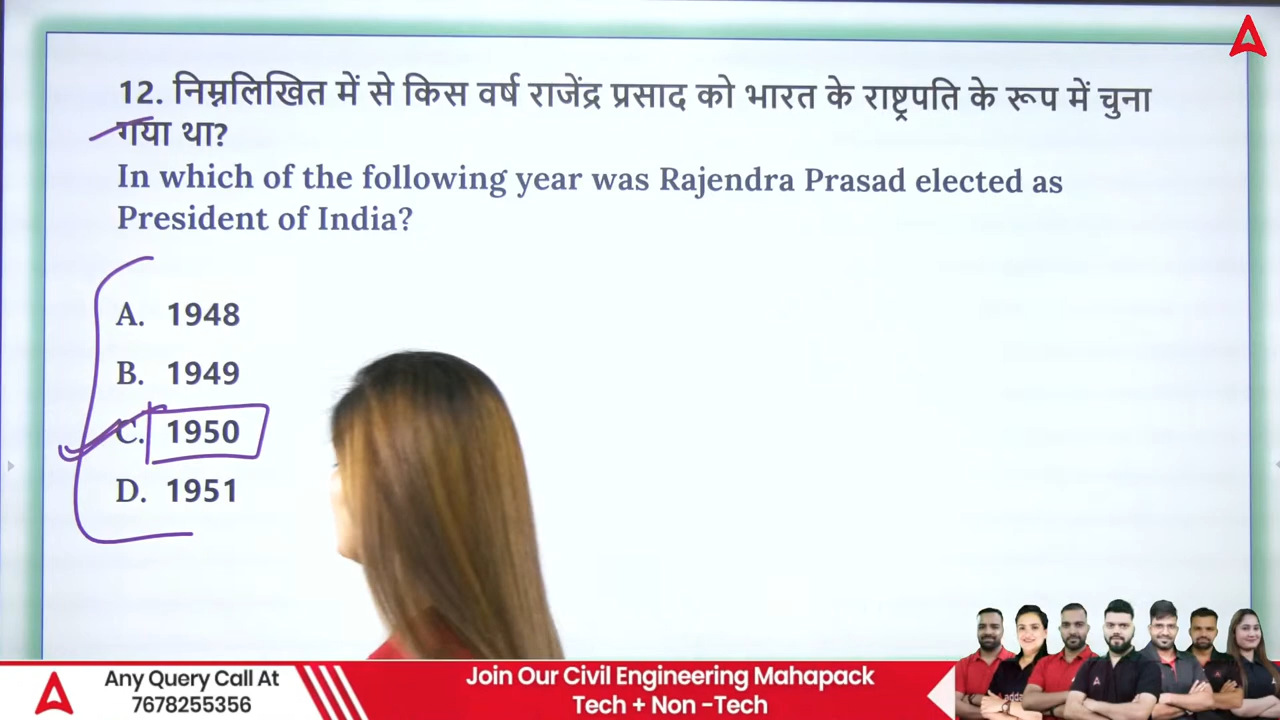 12. निम्नलिखित में से किस वर्ष राजेंद्र प्रसाद को भारत के राष्ट्रपति के रूप में चुना
गया था?
In which of the following year was Rajendra Prasad elected as
President of India?
A. 1948
B. 1949
C. 1950
D. 1951
Any Query Call At
7678255356
Join Our Civil Engineering Mahapack
Tech + Non -Tech